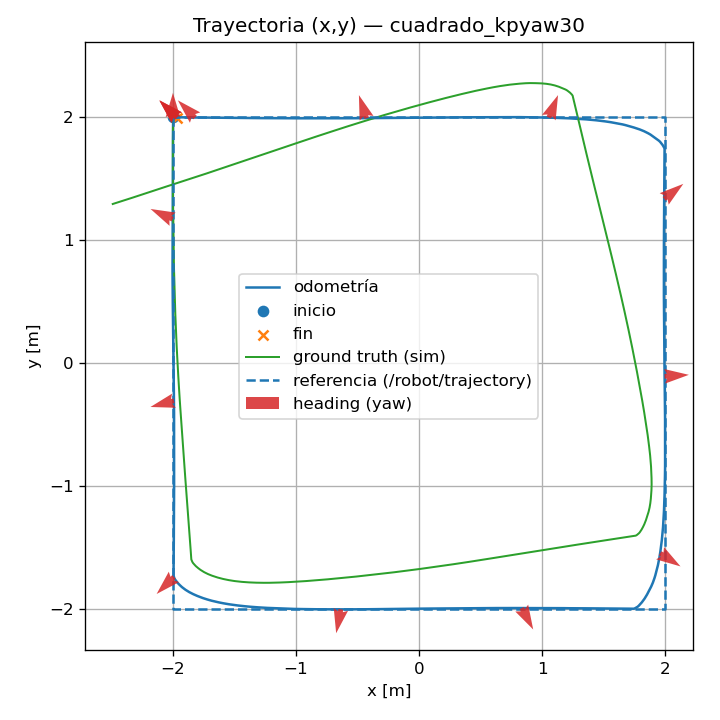 Trayectoria (x,y) — cuadrado_kpyaw30
y [m]
2
1
0
−1
−2
odometría
inicio
fin
ground truth (sim)
referencia (/robot/trajectory)
heading (yaw)
−2
−1
0
1
2
x [m]